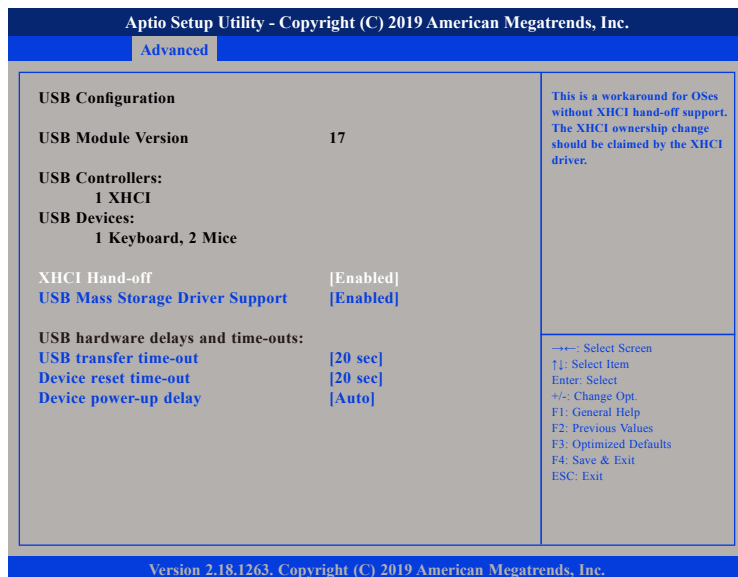 Aptio Setup Utility - Copyright (C) 2019 American Megatrends, Inc.
Advanced
USB Configuration
USB Module Version 17
USB Controllers:
1 XHCI
USB Devices:
1 Keyboard, 2 Mice
XHCI Hand-off [Enabled]
USB Mass Storage Driver Support [Enabled]
USB hardware delays and time-outs:
USB transfer time-out [20 sec]
Device reset time-out [20 sec]
Device power-up delay [Auto]
This is a workaround for OSes
without XHCI hand-off support.
The XHCI ownership change
should be claimed by the XHCI
driver.
→←: Select Screen
↑↓: Select Item
Enter: Select
+/-: Change Opt.
F1: General Help
F2: Previous Values
F3: Optimized Defaults
F4: Save & Exit
ESC: Exit
Version 2.18.1263. Copyright (C) 2019 American Megatrends, Inc.